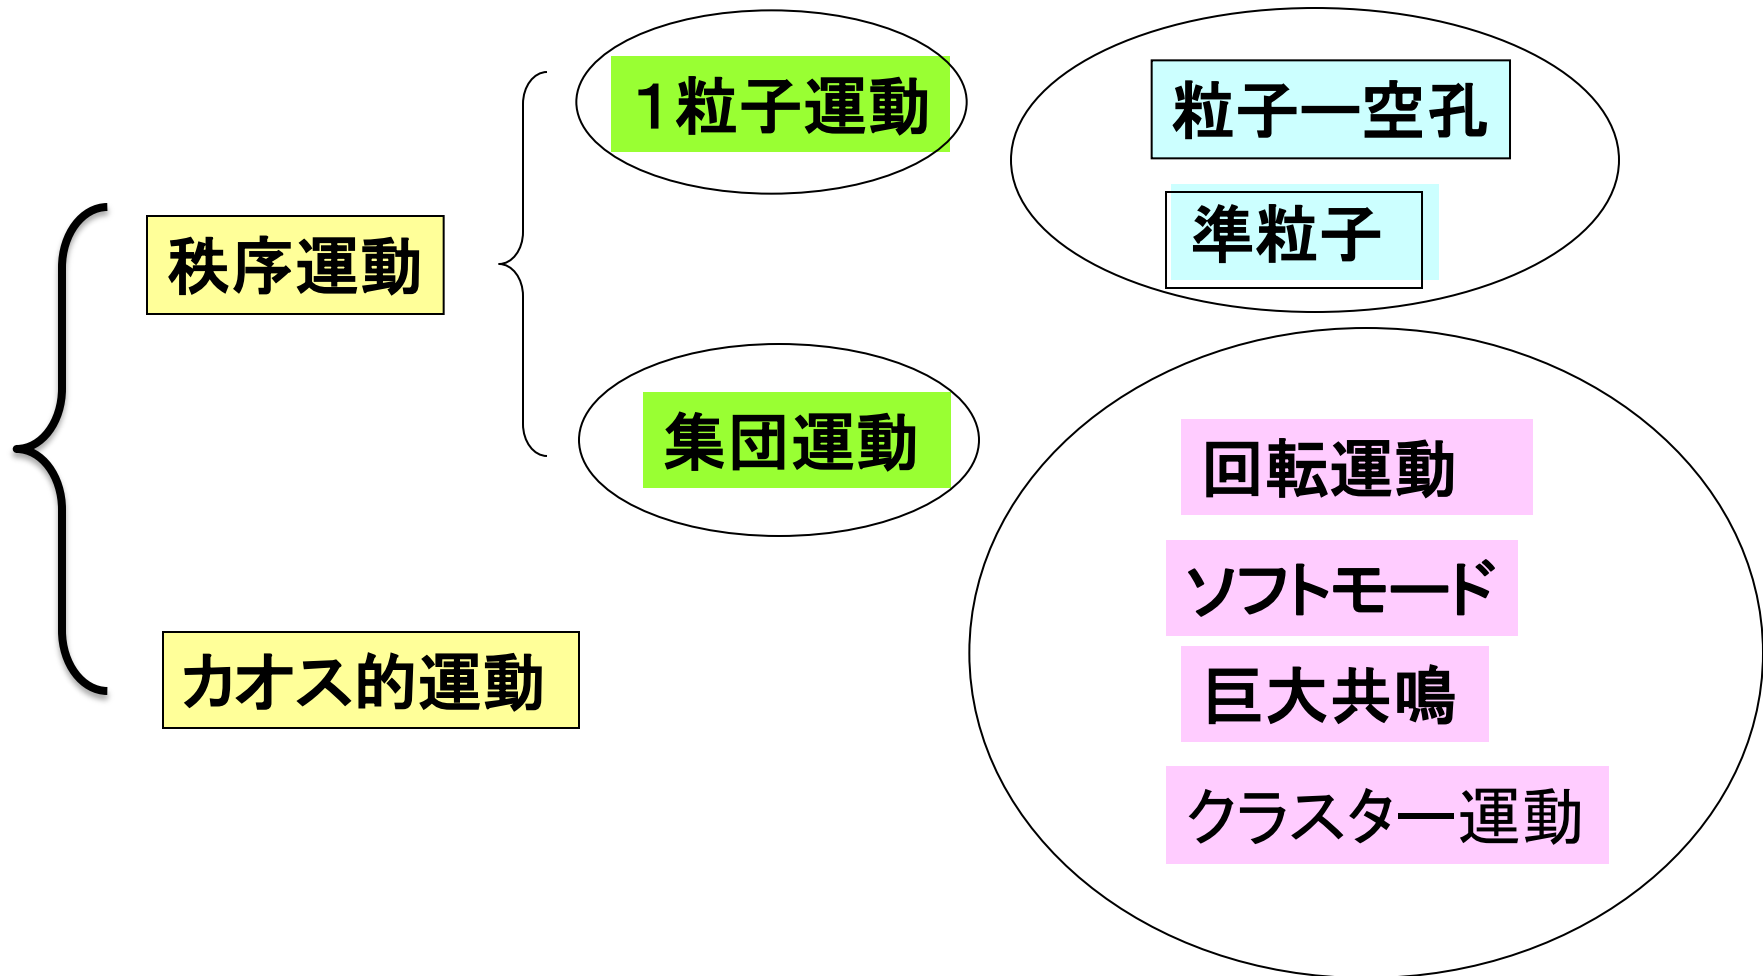 1粒子運動
粒子ー空孔
準粒子
秩序運動
集団運動
回転運動
ソフトモード
巨大共鳴
クラスター運動
カオス的運動